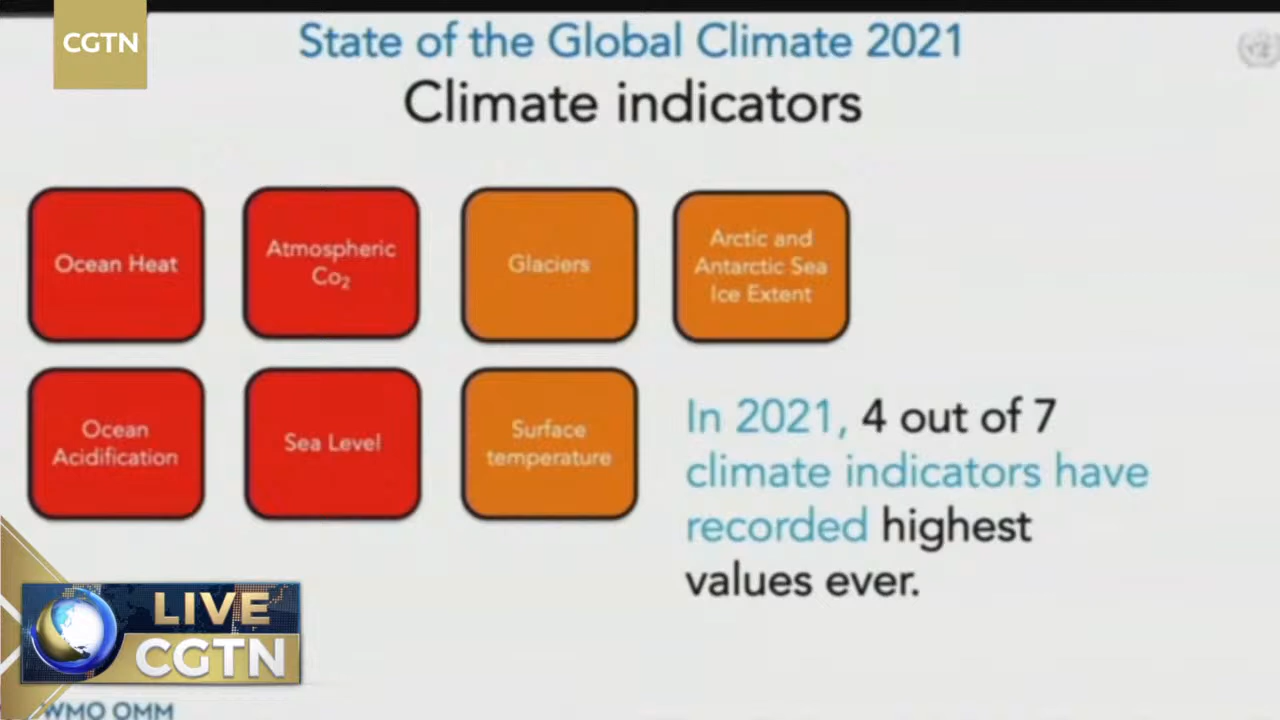 CGTN
State of the Global Climate 2021
Climate indicators
Ocean Heat
Atmospheric
Co₂
Glaciers
Arctic and
Antarctic Sea
Ice Extent
Ocean
Acidification
Sea Level
Surface
temperature
In 2021, 4 out of 7
climate indicators have
recorded highest
values ever.
LIVE
CGTN
WMO OMM